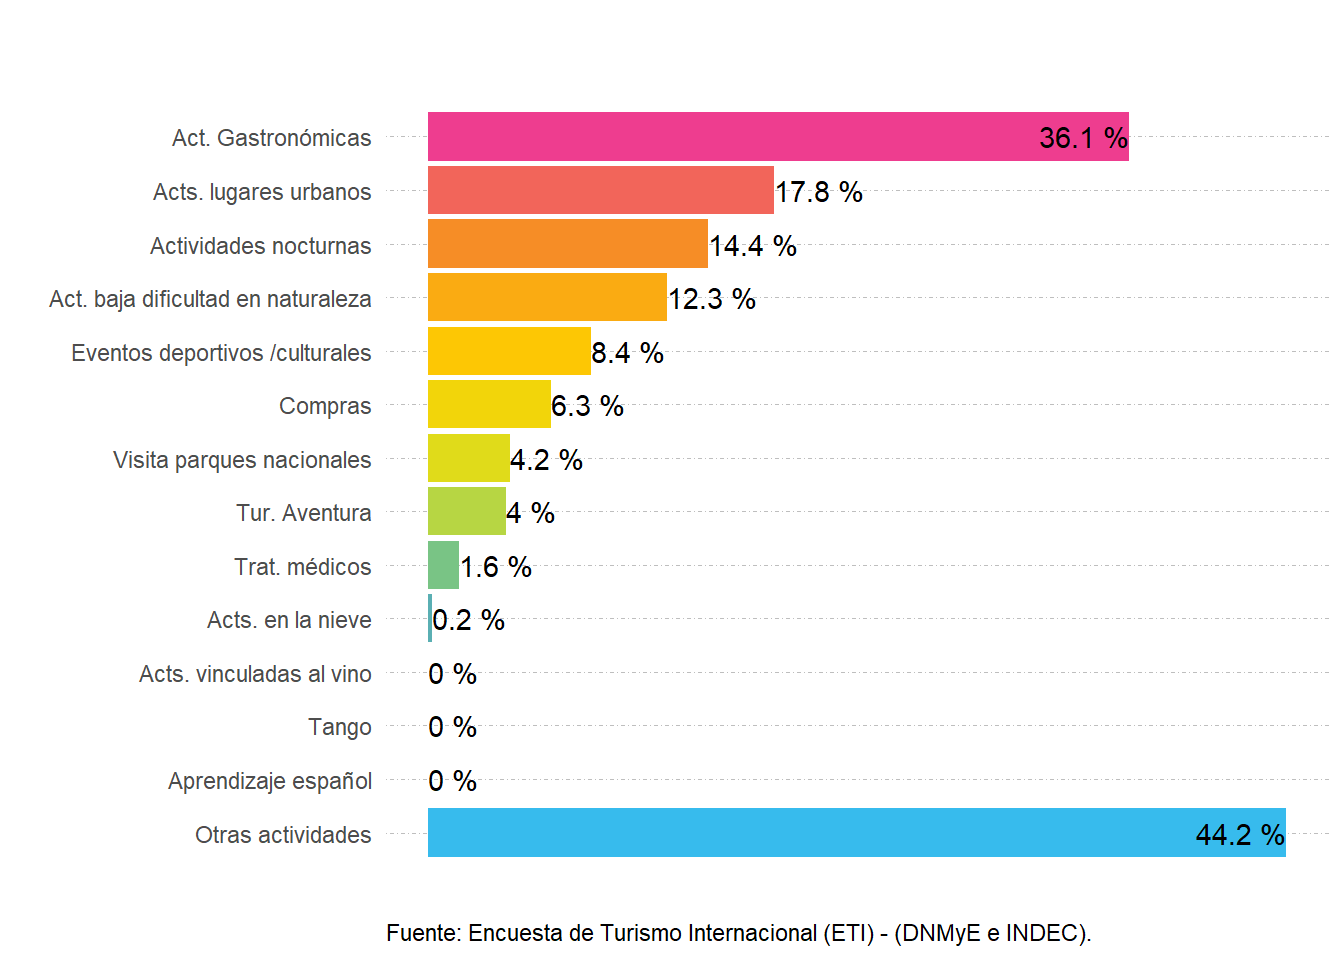 Act. Gastronómicas 36.1 %
Acts. lugares urbanos 17.8 %
Actividades nocturnas 14.4 %
Act. baja dificultad en naturaleza 12.3 %
Eventos deportivos /culturales 8.4 %
Compras 6.3 %
Visita parques nacionales 4.2 %
Tur. Aventura 4 %
Trat. médicos 1.6 %
Acts. en la nieve 0.2 %
Acts. vinculadas al vino 0 %
Tango 0 %
Aprendizaje español 0 %
Otras actividades 44.2 %
Fuente: Encuesta de Turismo Internacional (ETI) - (DNMyE e INDEC).